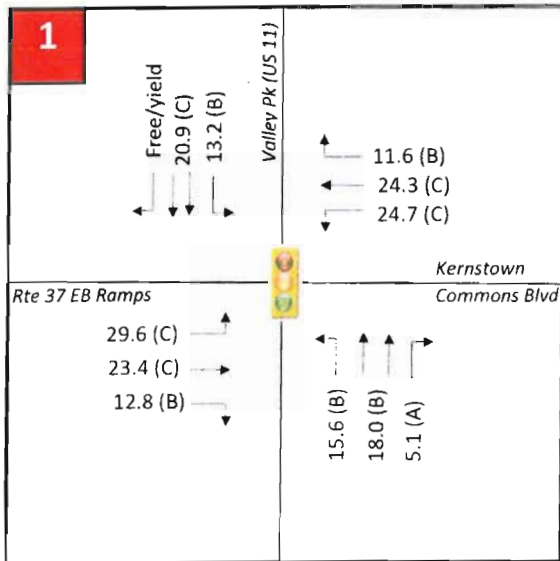 1
Valley Pk (US 11)
Free/yield
20.9 (C)
13.2 (B)
11.6 (B)
24.3 (C)
24.7 (C)
Kernstown
Commons Blvd
Rte 37 EB Ramps
29.6 (C)
23.4 (C)
12.8 (B)
15.6 (B)
18.0 (B)
5.1 (A)